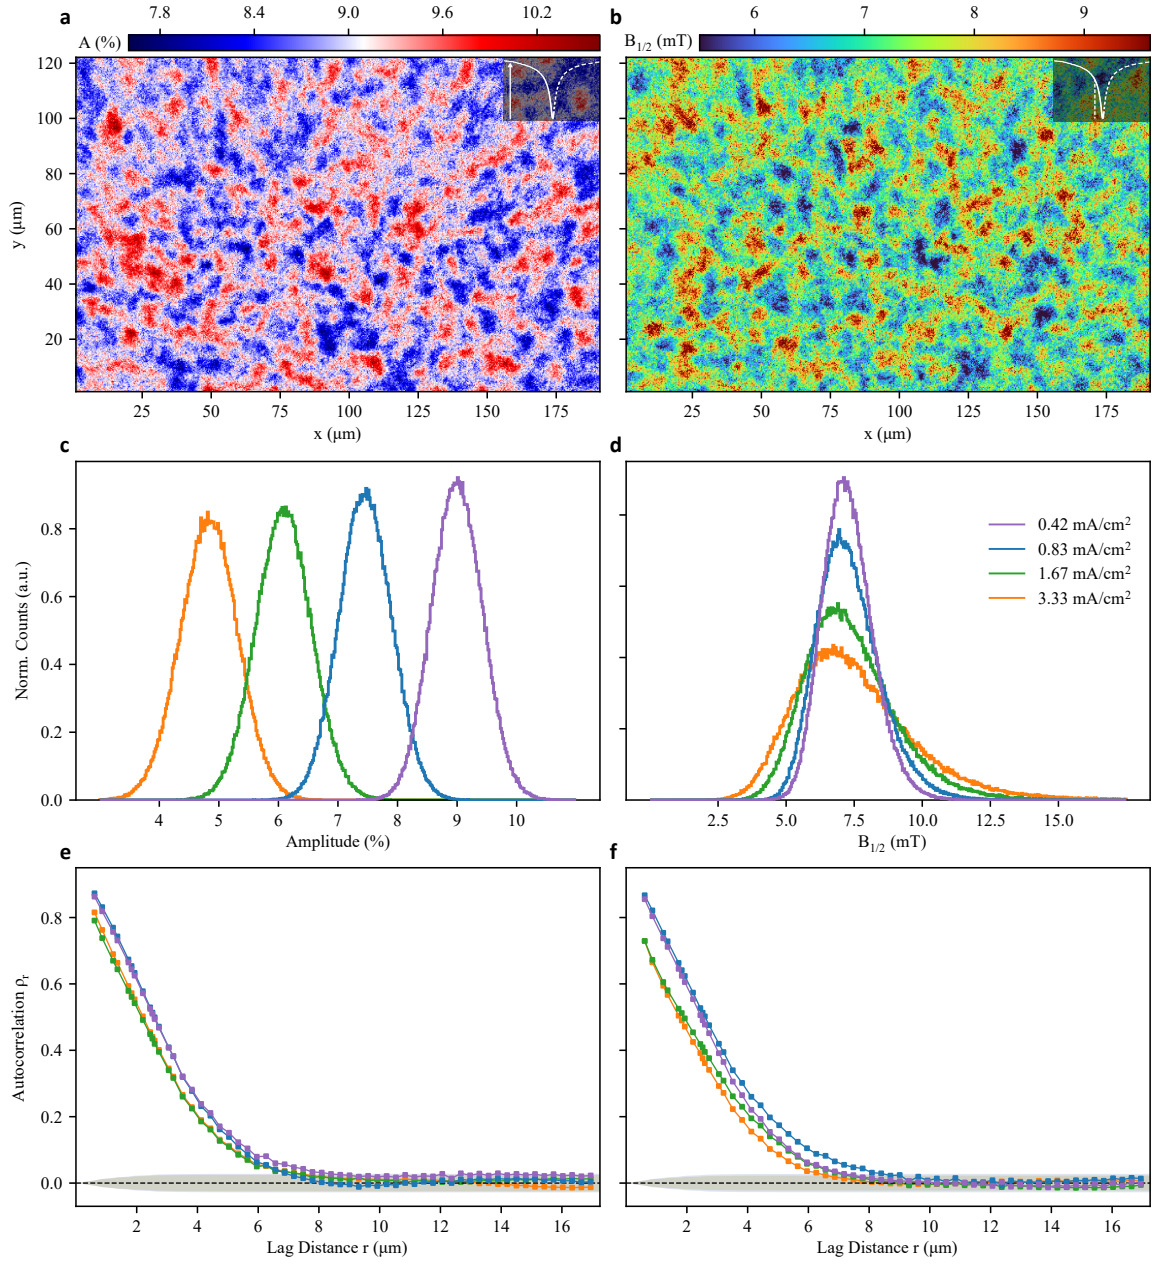 a
7.8 8.4 9.0 9.6 10.2
A (%)
120
100
80
60
40
20
y (μm)
25 50 75 100 125 150 175
x (μm)
b
6 7 8 9
B1/2 (mT)
25 50 75 100 125 150 175
x (μm)
c
0.8
0.6
0.4
0.2
0.0
Norm. Counts (a.u.)
4 5 6 7 8 9 10
Amplitude (%)
d
0.42 mA/cm²
0.83 mA/cm²
1.67 mA/cm²
3.33 mA/cm²
2.5 5.0 7.5 10.0 12.5 15.0
B1/2 (mT)
e
0.8
0.6
0.4
0.2
0.0
Autocorrelation ρr
2 4 6 8 10 12 14 16
Lag Distance r (μm)
f
2 4 6 8 10 12 14 16
Lag Distance r (μm)